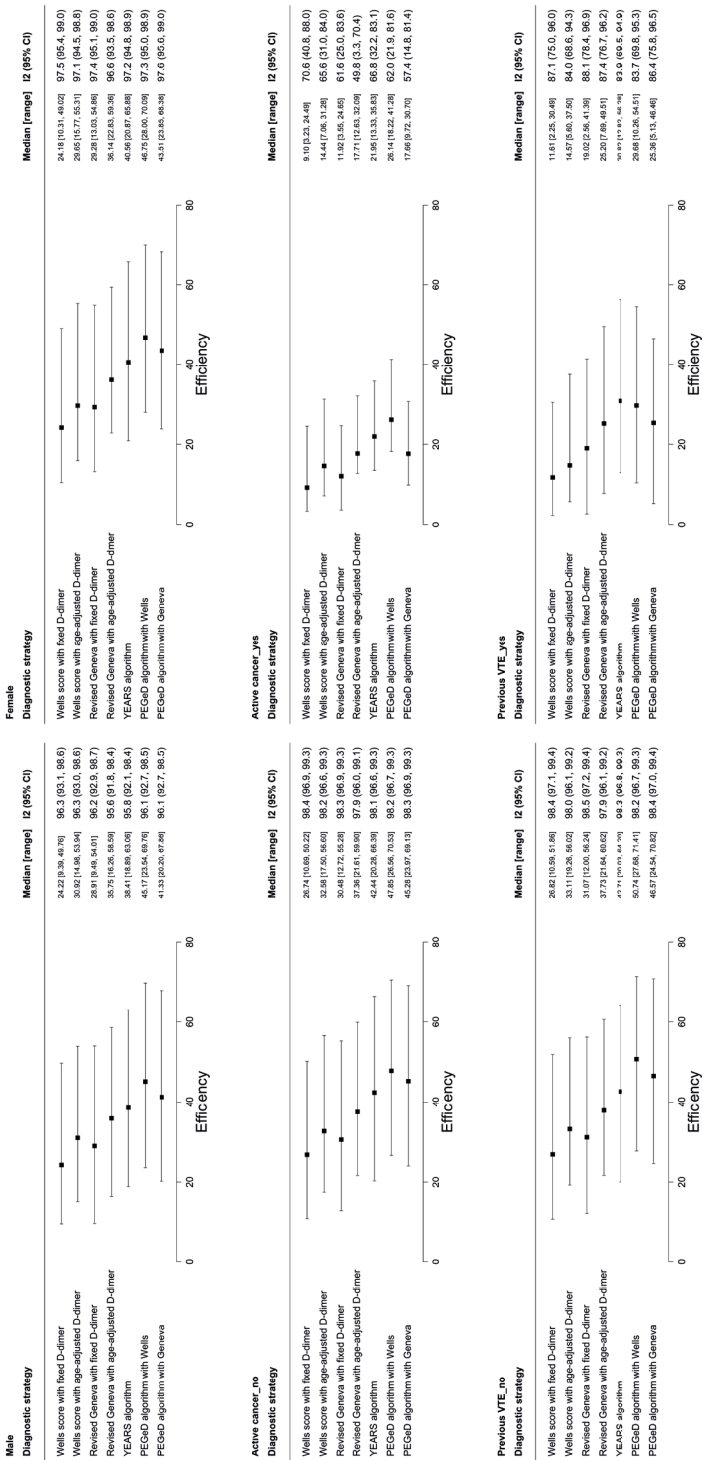 Male
Diagnostic strategy Median [range] I2 (95% CI)
Wells score with fixed D-dimer 24.22 [9.39, 49.76] 96.3 (93.1, 98.6)
Wells score with age-adjusted D-dimer 30.92 [14.98, 53.94] 96.3 (93.0, 98.6)
Revised Geneva with fixed D-dimer 28.91 [9.49, 54.01] 96.2 (92.9, 98.7)
Revised Geneva with age-adjusted D-dimer 35.75 [16.26, 58.59] 95.6 (91.8, 98.4)
YEARS algorithm 38.41 [18.89, 63.06] 95.8 (92.1, 98.4)
PEGeD algorithm with Wells 45.17 [23.54, 69.76] 96.1 (92.7, 98.5)
PEGeD algorithm with Geneva 41.33 [20.20, 67.86] 96.1 (92.7, 98.5)
0 20 40 60 80
Efficency
Female
Diagnostic strategy Median [range] I2 (95% CI)
Wells score with fixed D-dimer 24.18 [10.31, 49.02] 97.5 (95.4, 99.0)
Wells score with age-adjusted D-dimer 29.65 [15.77, 55.31] 97.1 (94.5, 98.8)
Revised Geneva with fixed D-dimer 29.28 [13.03, 54.86] 97.4 (95.1, 99.0)
Revised Geneva with age-adjusted D-dimer 36.14 [22.83, 59.36] 96.6 (93.5, 98.6)
YEARS algorithm 40.56 [20.87, 65.88] 97.2 (94.8, 98.9)
PEGeD algorithm with Wells 46.75 [28.00, 70.09] 97.3 (95.0, 98.9)
PEGeD algorithm with Geneva 43.51 [23.85, 68.38] 97.6 (95.0, 99.0)
0 20 40 60 80
Efficiency
Active cancer_no
Diagnostic strategy Median [range] I2 (95% CI)
Wells score with fixed D-dimer 26.74 [10.69, 50.22] 98.4 (96.9, 99.3)
Wells score with age-adjusted D-dimer 32.58 [17.50, 56.60] 98.2 (96.6, 99.3)
Revised Geneva with fixed D-dimer 30.48 [12.72, 55.28] 98.3 (96.9, 99.3)
Revised Geneva with age-adjusted D-dimer 37.36 [21.61, 59.90] 97.9 (96.0, 99.1)
YEARS algorithm 42.44 [20.28, 66.39] 98.1 (96.6, 99.3)
PEGeD algorithm with Wells 47.85 [26.56, 70.53] 98.2 (96.7, 99.3)
PEGeD algorithm with Geneva 45.28 [23.97, 69.13] 98.3 (96.9, 99.3)
0 20 40 60 80
Efficiency
Active cancer_yes
Diagnostic strategy Median [range] I2 (95% CI)
Wells score with fixed D-dimer 9.10 [3.23, 24.49] 70.6 (40.8, 88.0)
Wells score with age-adjusted D-dimer 14.44 [7.06, 31.28] 65.6 (31.0, 84.0)
Revised Geneva with fixed D-dimer 11.92 [3.55, 24.65] 61.6 (25.0, 83.6)
Revised Geneva with age-adjusted D-dimer 17.71 [12.63, 32.09] 49.8 (3.3, 70.4)
YEARS algorithm 21.95 [13.33, 35.83] 66.8 (32.2, 83.1)
PEGeD algorithm with Wells 26.14 [18.22, 41.28] 62.0 (21.9, 81.6)
PEGeD algorithm with Geneva 17.66 [9.72, 30.70] 57.4 (14.8, 81.4)
0 20 40 60 80
Efficiency
Previous VTE_no
Diagnostic strategy Median [range] I2 (95% CI)
Wells score with fixed D-dimer 26.82 [10.59, 51.86] 98.4 (97.1, 99.4)
Wells score with age-adjusted D-dimer 33.11 [19.26, 56.02] 98.0 (96.1, 99.2)
Revised Geneva with fixed D-dimer 31.07 [12.00, 56.24] 98.5 (97.2, 99.4)
Revised Geneva with age-adjusted D-dimer 37.73 [21.64, 60.62] 97.9 (96.1, 99.2)
YEARS algorithm 98.3 (96.8, 99.3)
PEGeD algorithm with Wells 50.74 [27.68, 71.41] 98.2 (96.7, 99.3)
PEGeD algorithm with Geneva 46.57 [24.54, 70.82] 98.4 (97.0, 99.4)
0 20 40 60 80
Efficiency
Previous VTE_yes
Diagnostic strategy Median [range] I2 (95% CI)
Wells score with fixed D-dimer 11.61 [2.25, 30.49] 87.1 (75.0, 96.0)
Wells score with age-adjusted D-dimer 14.57 [5.60, 37.50] 84.0 (68.6, 94.3)
Revised Geneva with fixed D-dimer 19.02 [2.56, 41.39] 88.1 (78.4, 96.9)
Revised Geneva with age-adjusted D-dimer 25.20 [7.69, 49.51] 87.4 (76.7, 96.2)
YEARS algorithm
PEGeD algorithm with Wells 29.68 [10.26, 54.51] 83.7 (69.8, 95.3)
PEGeD algorithm with Geneva 25.36 [5.13, 46.46] 86.4 (75.8, 96.5)
0 20 40 60 80
Efficiency